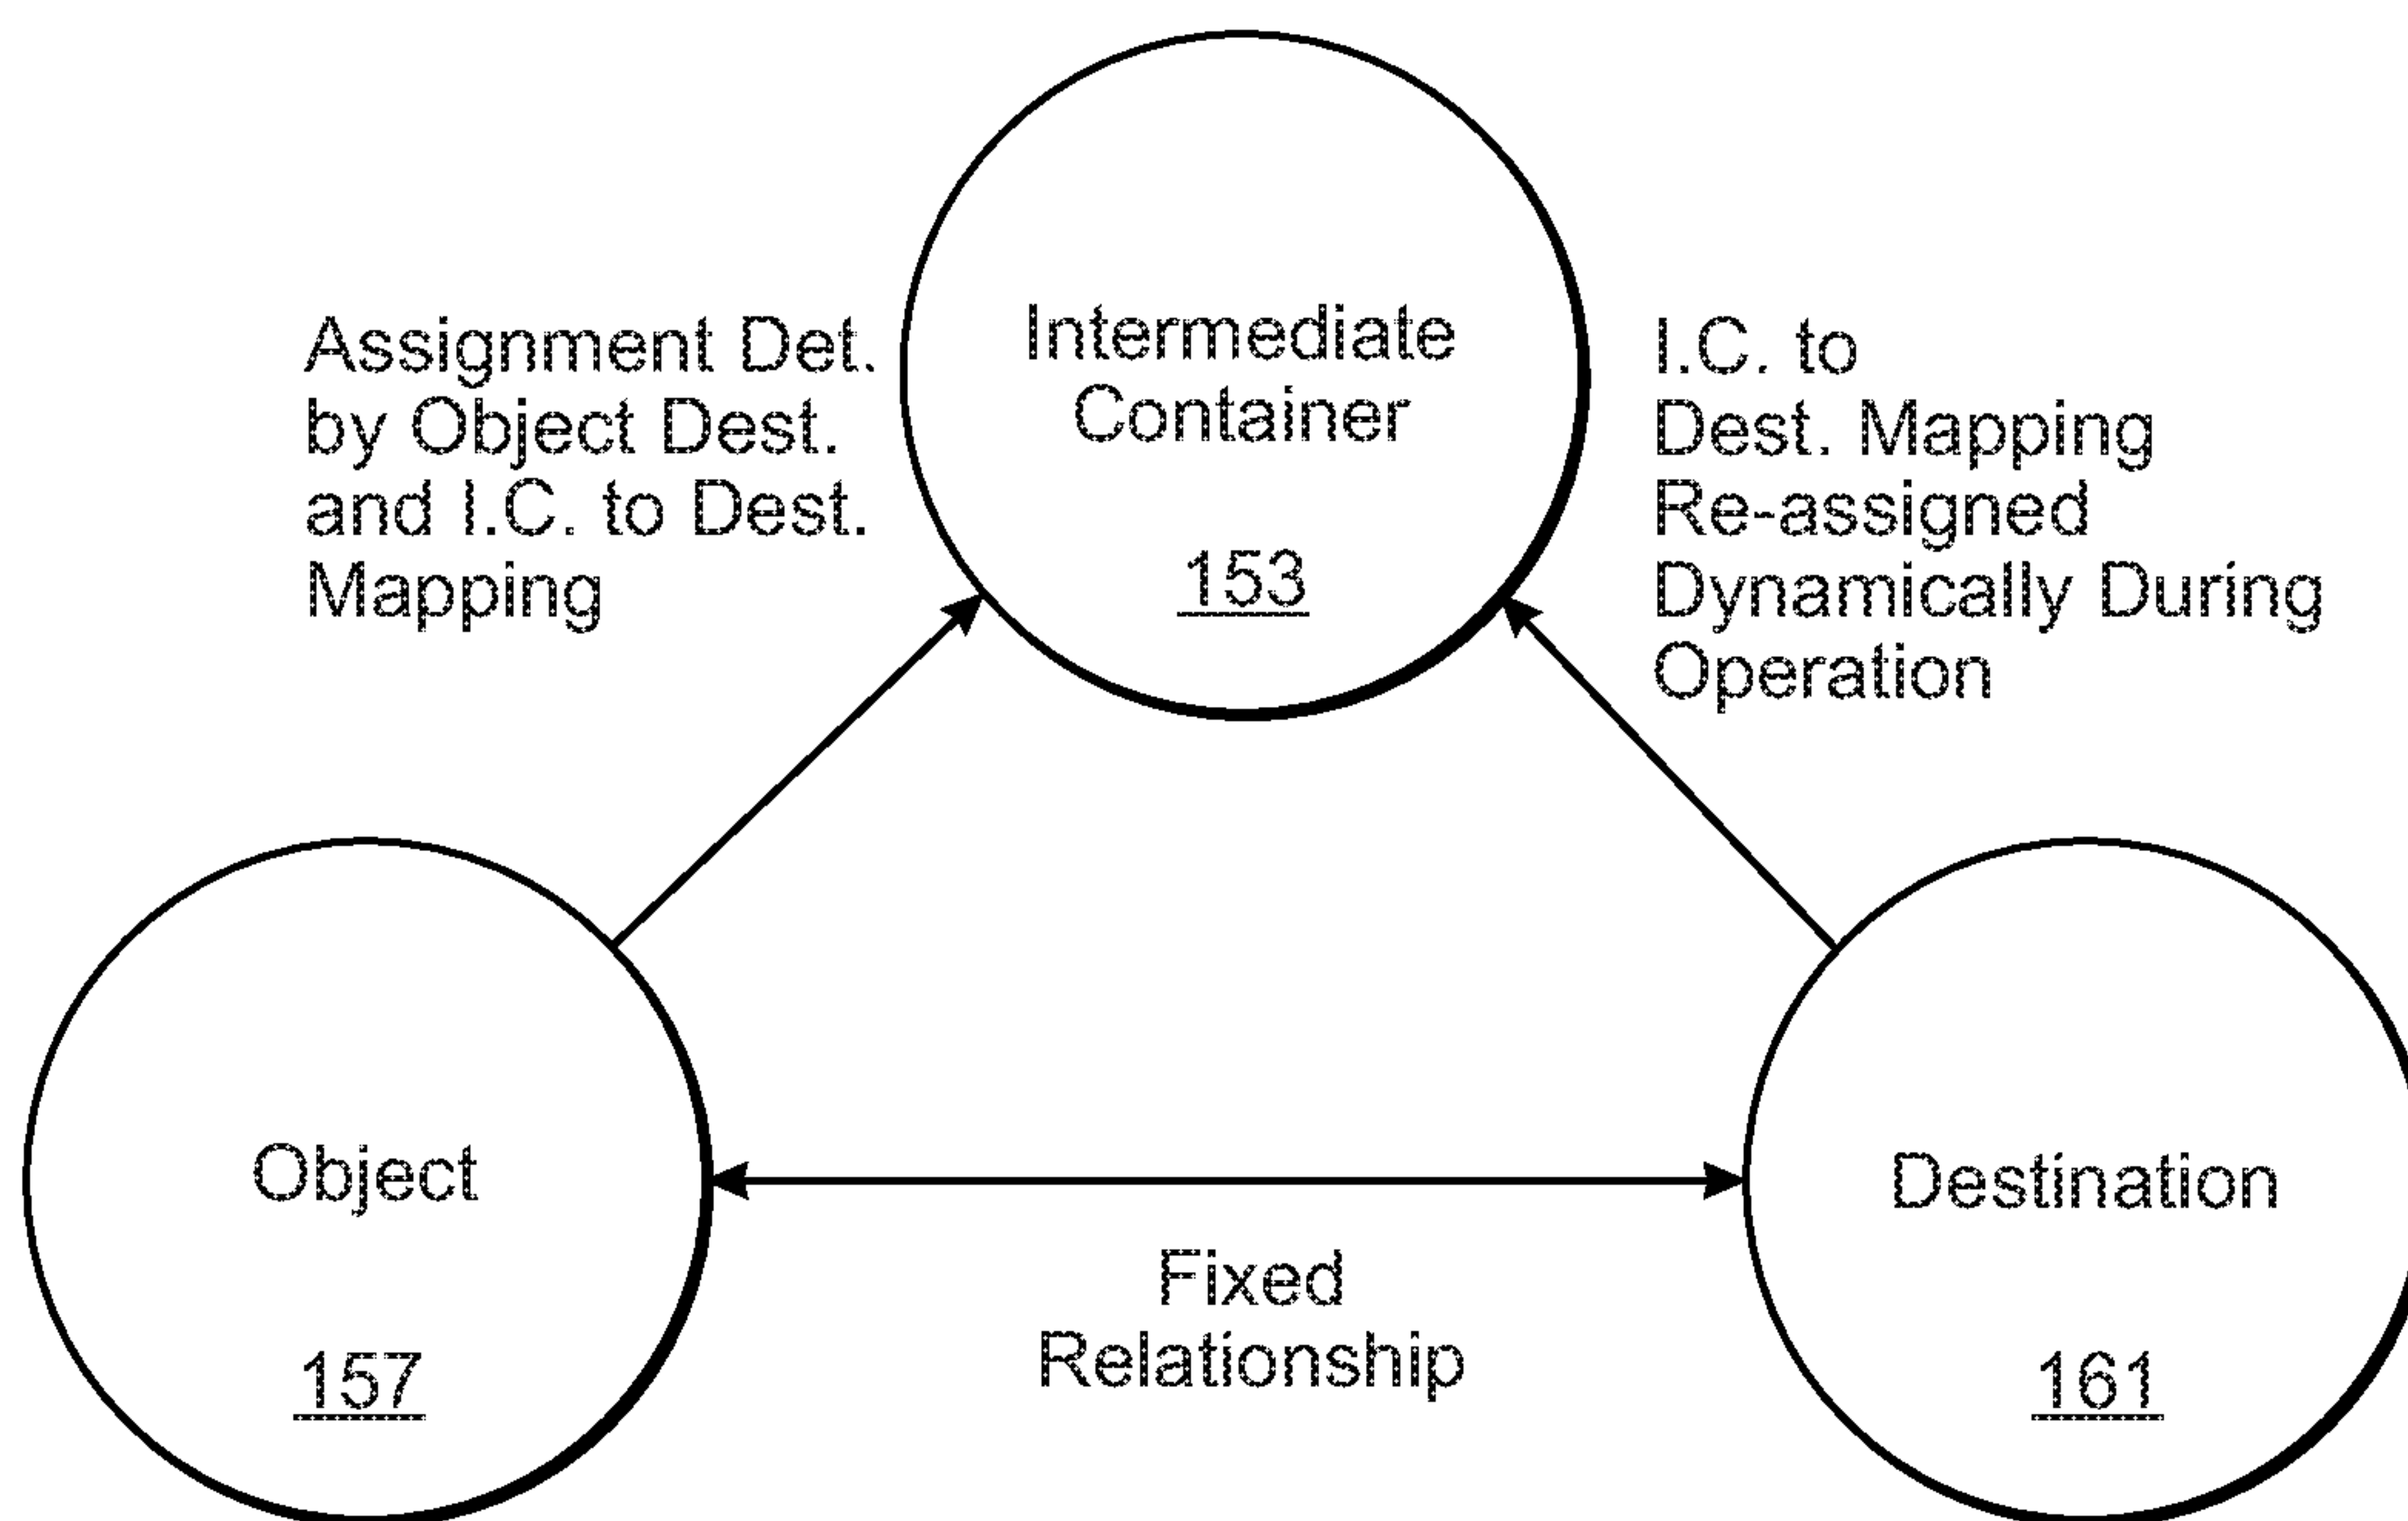 Assignment Det.
by Object Dest.
and I.C. to Dest.
Mapping
Intermediate
Container
153
I.C. to
Dest. Mapping
Re-assigned
Dynamically During
Operation
Object
157
Fixed
Relationship
Destination
161